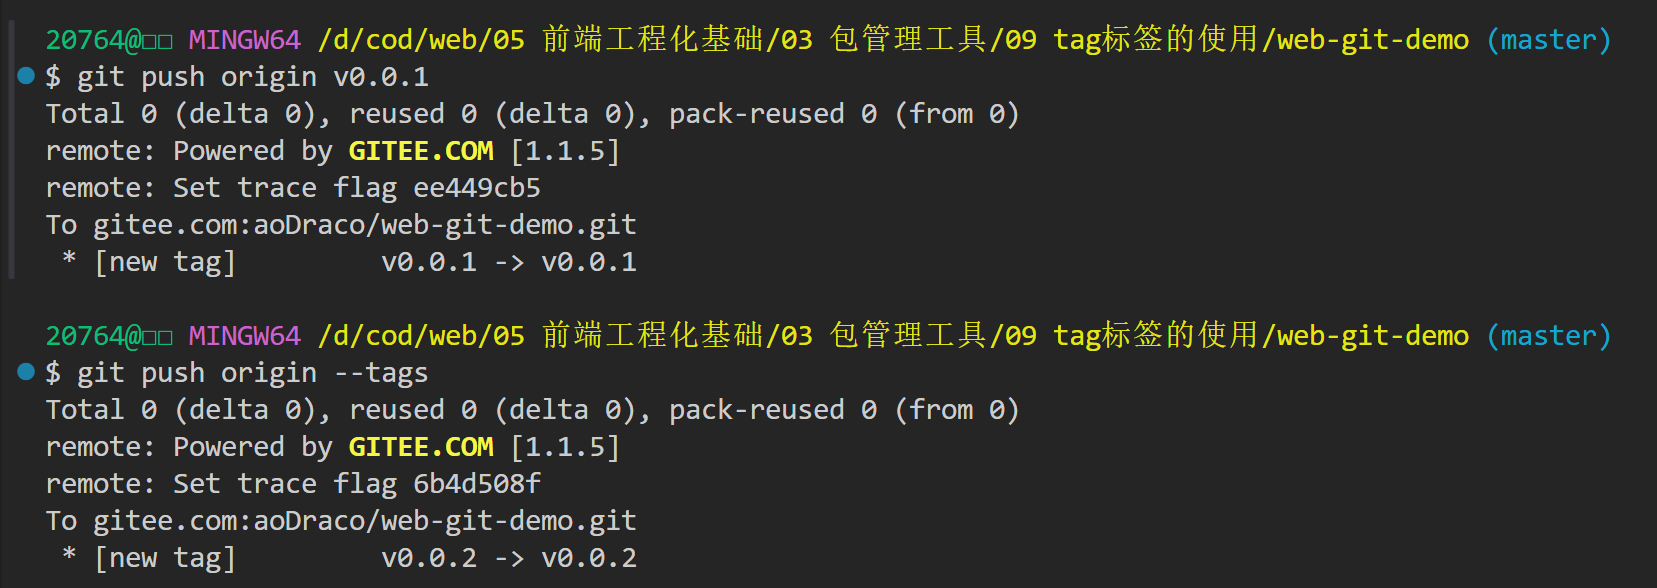 20764@□□ MINGW64 /d/cod/web/05 前端工程化基础/03 包管理工具/09 tag标签的使用/web-git-demo (master)
$ git push origin v0.0.1
Total 0 (delta 0), reused 0 (delta 0), pack-reused 0 (from 0)
remote: Powered by GITEE.COM [1.1.5]
remote: Set trace flag ee449cb5
To gitee.com:aoDraco/web-git-demo.git
 * [new tag]         v0.0.1 -> v0.0.1
20764@□□ MINGW64 /d/cod/web/05 前端工程化基础/03 包管理工具/09 tag标签的使用/web-git-demo (master)
$ git push origin --tags
Total 0 (delta 0), reused 0 (delta 0), pack-reused 0 (from 0)
remote: Powered by GITEE.COM [1.1.5]
remote: Set trace flag 6b4d508f
To gitee.com:aoDraco/web-git-demo.git
 * [new tag]         v0.0.2 -> v0.0.2